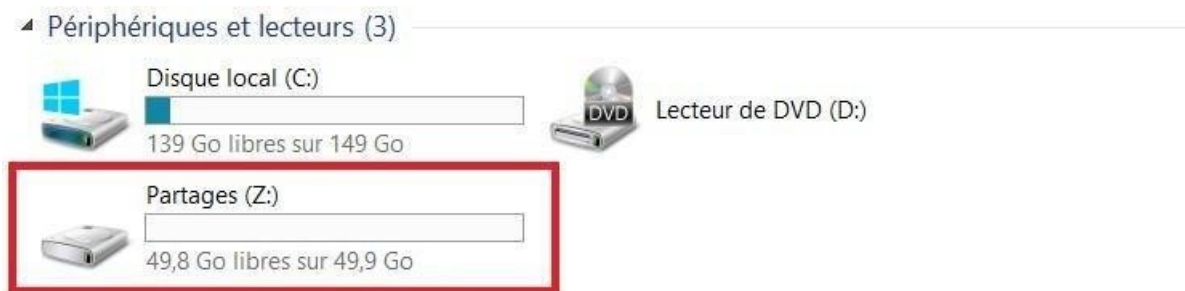 Périphériques et lecteurs (3)
Disque local (C:)
139 Go libres sur 149 Go
DVD
Lecteur de DVD (D:)
Partages (Z:)
49,8 Go libres sur 49,9 Go